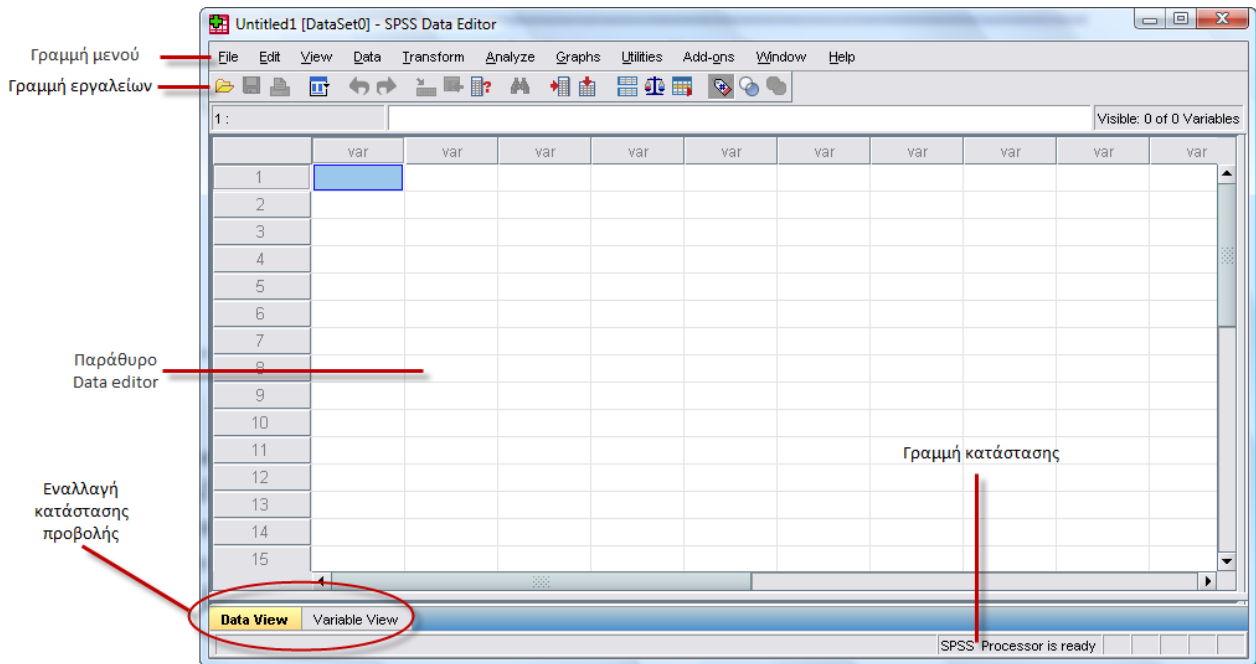 Untitled1 [DataSet0] - SPSS Data Editor
Γραμμή μενού
File Edit View Data Transform Analyze Graphs Utilities Add-ons Window Help
Γραμμή εργαλείων
1 :
Visible: 0 of 0 Variables
var var var var var var var var var var
1
2
3
4
5
6
7
Παράθυρο
Data editor
8
9
10
11
Γραμμή κατάστασης
12
Εναλλαγή
κατάστασης
προβολής
13
14
15
Data View Variable View
SPSS Processor is ready